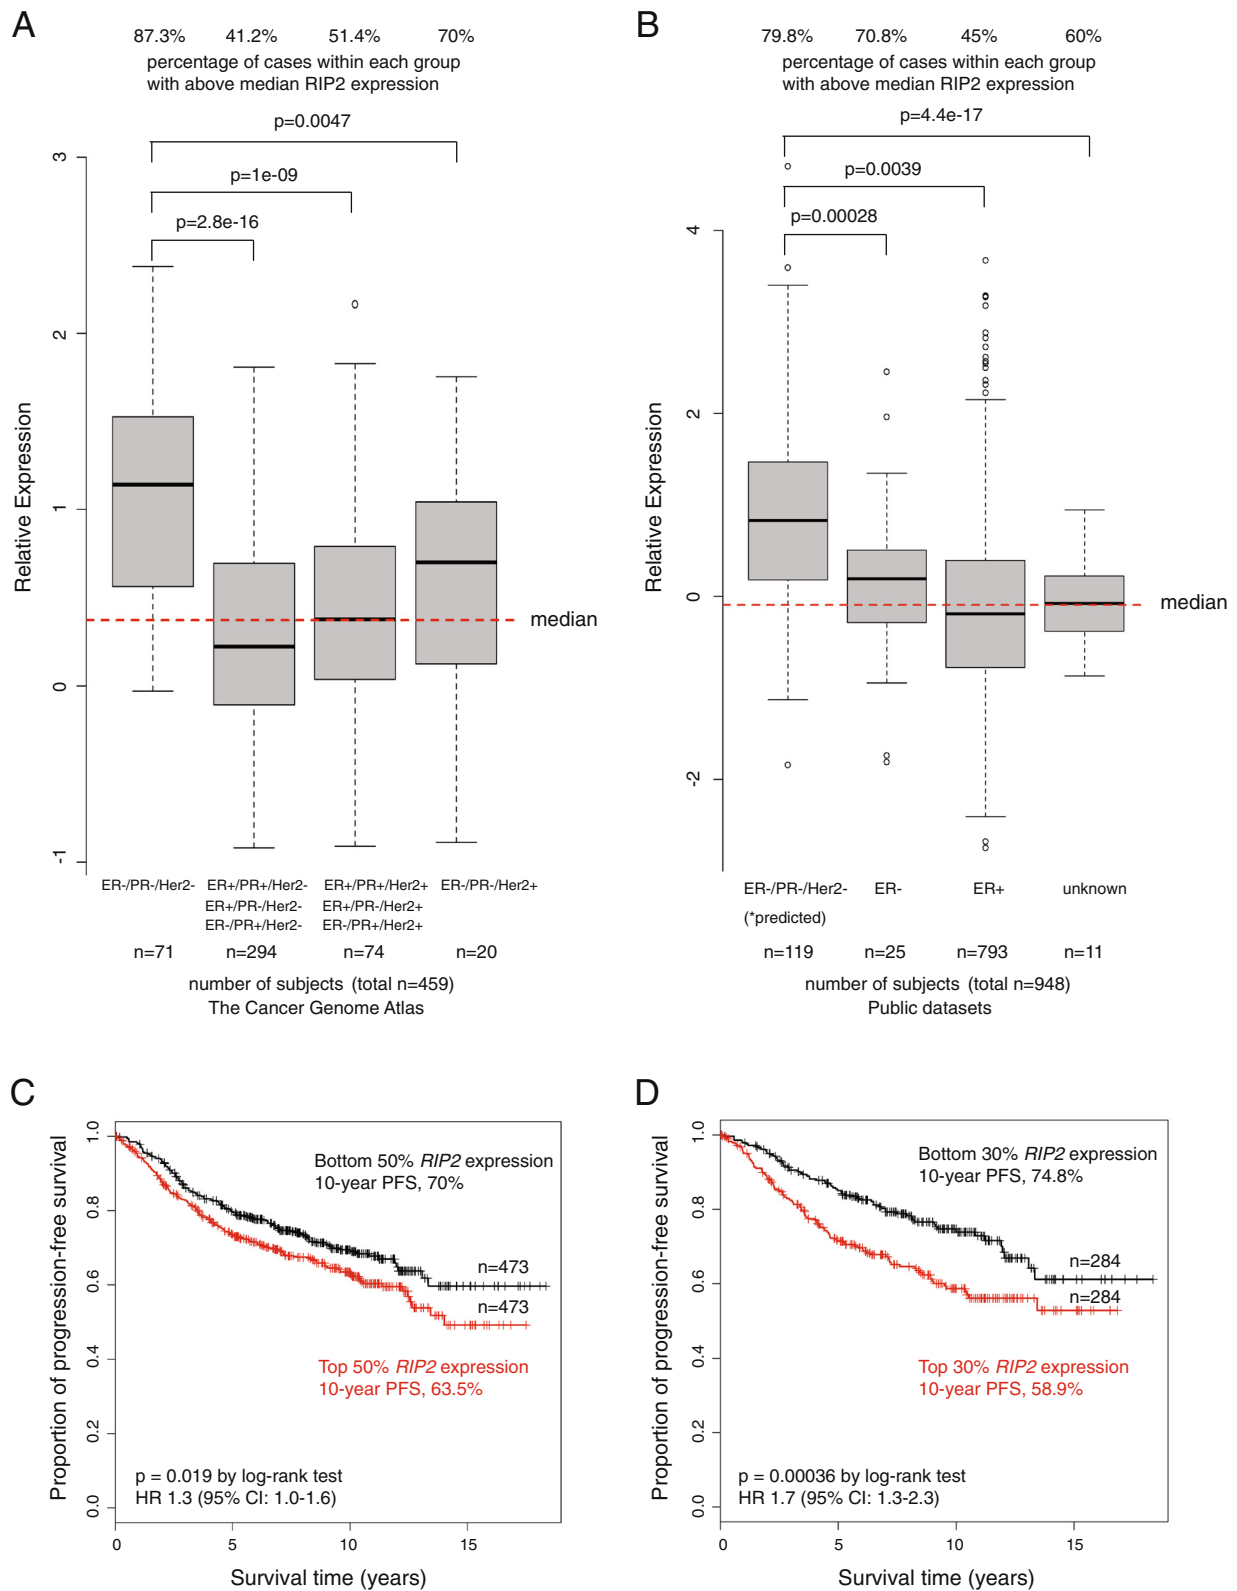 A
87.3% 41.2% 51.4% 70%
percentage of cases within each group
with above median RIP2 expression
p=0.0047
p=1e-09
p=2.8e-16
3
2
1
0
-1
Relative Expression
median
ER-/PR-/Her2- ER+/PR+/Her2- ER+/PR+/Her2+ ER-/PR-/Her2+
ER+/PR-/Her2- ER+/PR-/Her2+
ER-/PR+/Her2- ER-/PR+/Her2+
n=71 n=294 n=74 n=20
number of subjects (total n=459)
The Cancer Genome Atlas
B
79.8% 70.8% 45% 60%
percentage of cases within each group
with above median RIP2 expression
p=4.4e-17
p=0.0039
p=0.00028
4
2
0
-2
Relative Expression
median
ER-/PR-/Her2- ER- ER+ unknown
(*predicted)
n=119 n=25 n=793 n=11
number of subjects (total n=948)
Public datasets
C
Proportion of progression-free survival
1.0
0.8
0.6
0.4
0.2
0.0
Bottom 50% RIP2 expression
10-year PFS, 70%
n=473
n=473
Top 50% RIP2 expression
10-year PFS, 63.5%
p = 0.019 by log-rank test
HR 1.3 (95% CI: 1.0-1.6)
0 5 10 15
Survival time (years)
D
Proportion of progression-free survival
1.0
0.8
0.6
0.4
0.2
0.0
Bottom 30% RIP2 expression
10-year PFS, 74.8%
n=284
n=284
Top 30% RIP2 expression
10-year PFS, 58.9%
p = 0.00036 by log-rank test
HR 1.7 (95% CI: 1.3-2.3)
0 5 10 15
Survival time (years)